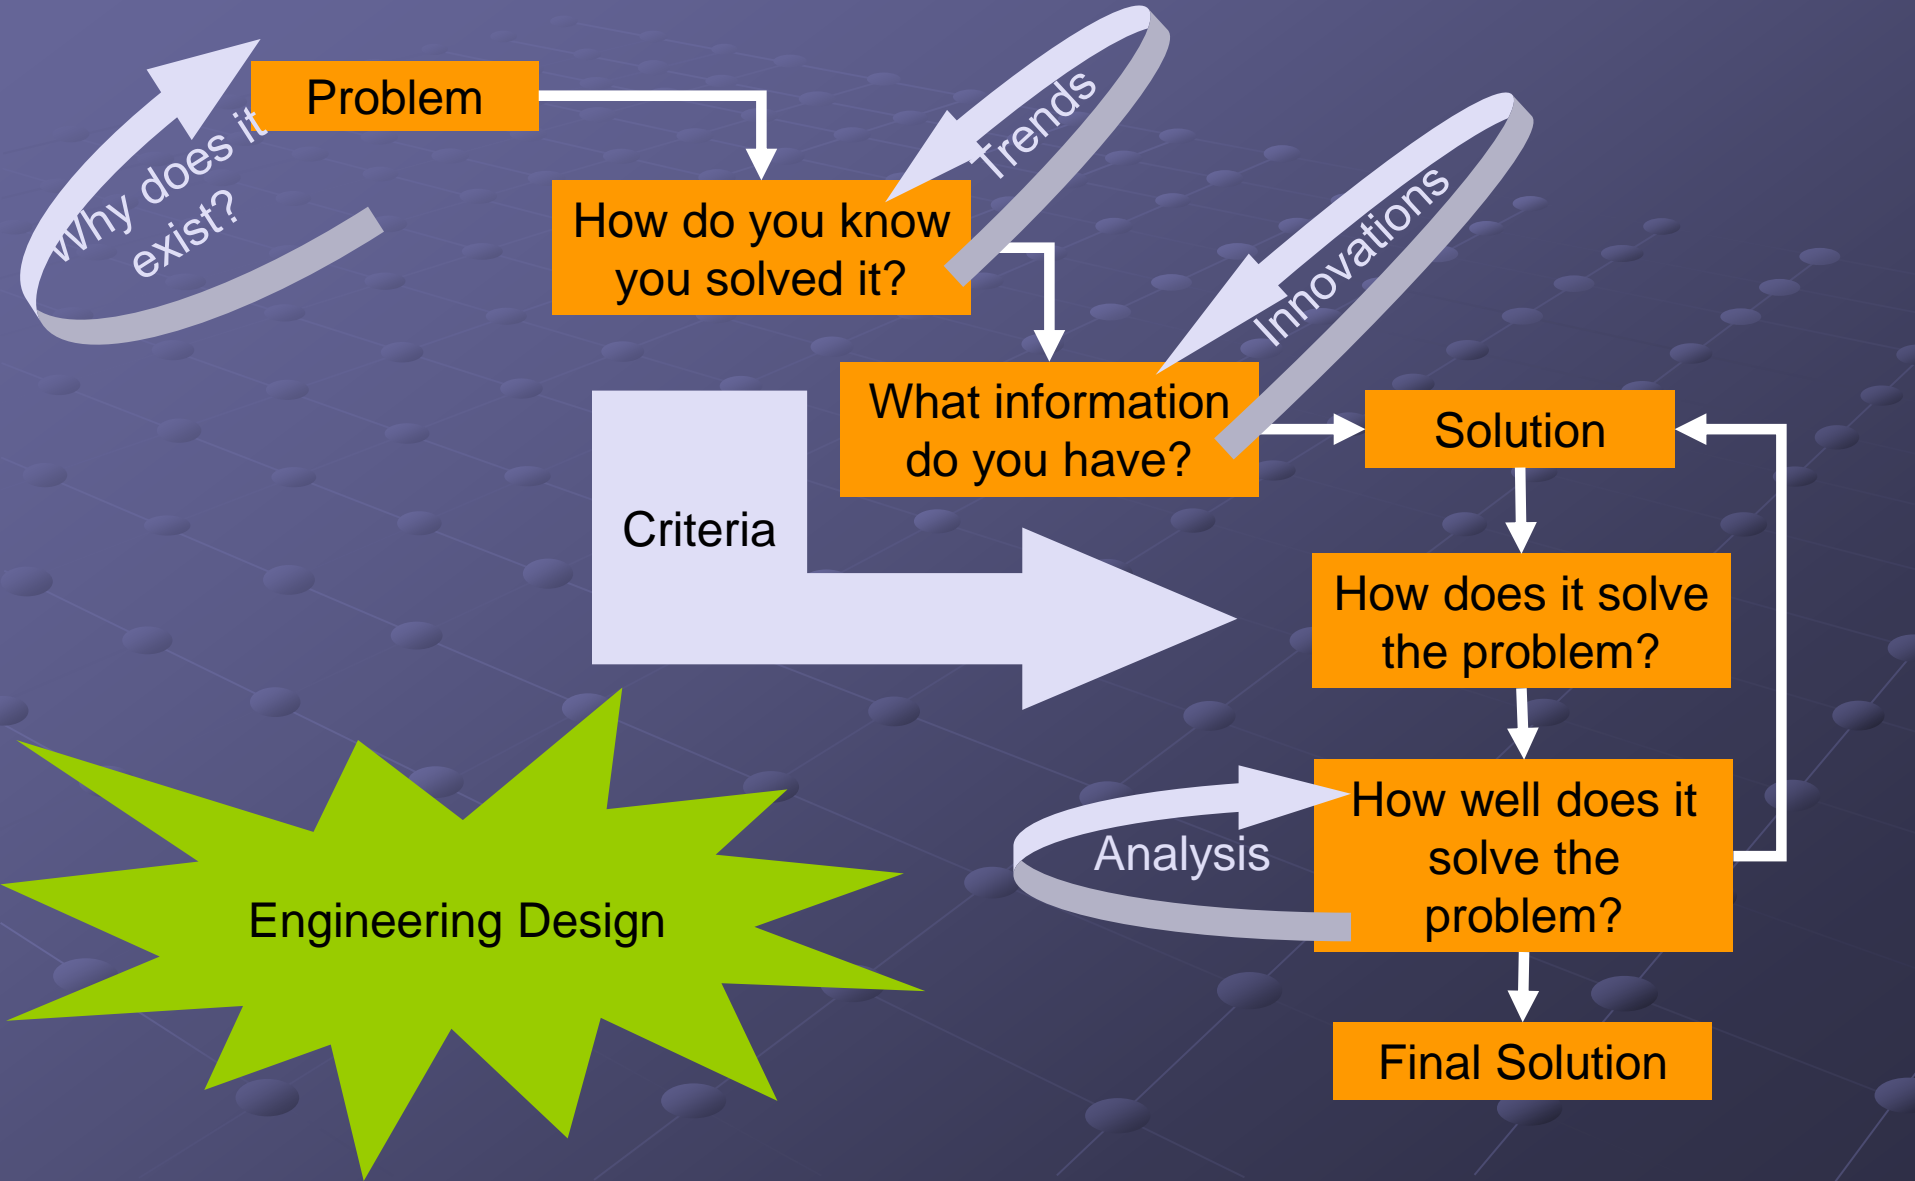 Problem
Why does it
exist?
Trends
How do you know
you solved it?
Innovations
What information
do you have?
Solution
Criteria
How does it solve
the problem?
How well does it
solve the
problem?
Analysis
Engineering Design
Final Solution